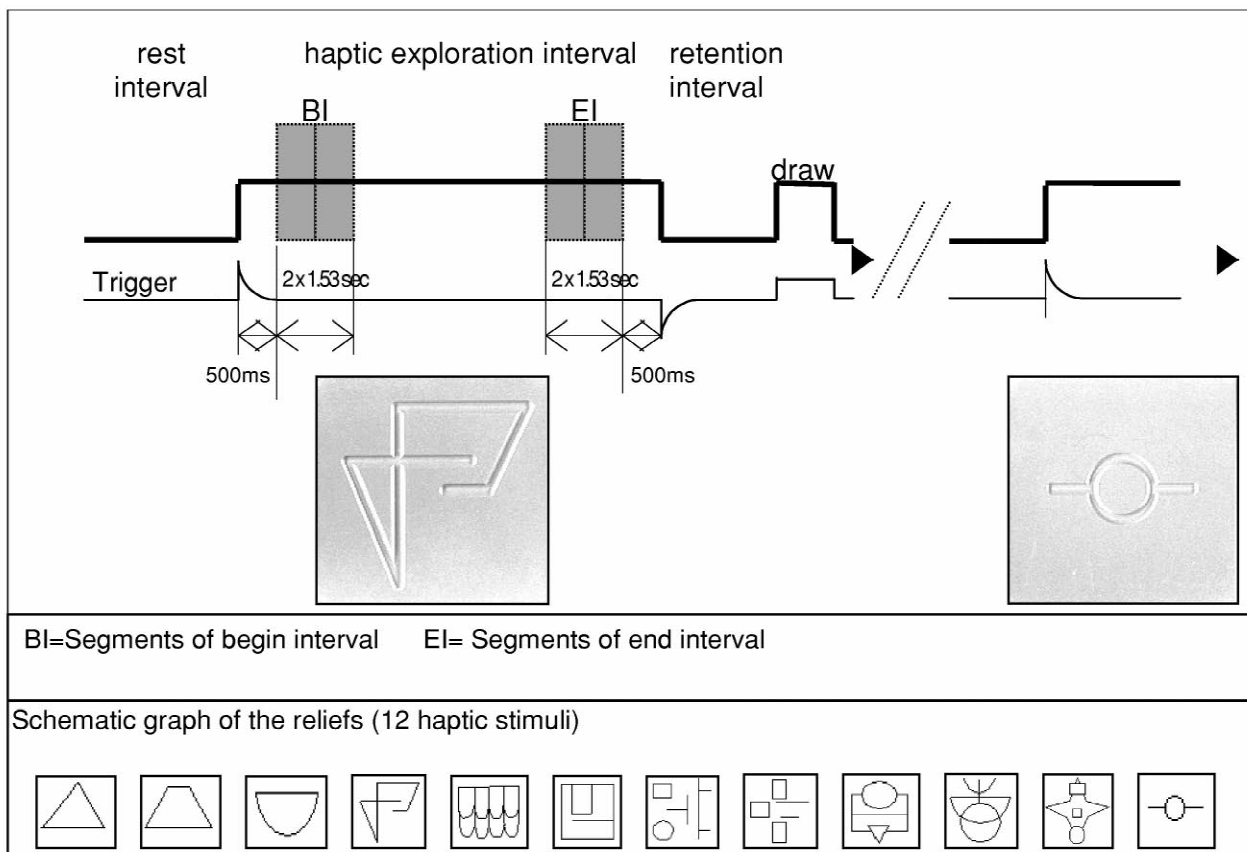 rest interval
haptic exploration interval
retention interval
BI
EI
draw
Trigger
2x1.53sec
2x1.53sec
500ms
500ms
BI=Segments of begin interval EI= Segments of end interval
Schematic graph of the reliefs (12 haptic stimuli)